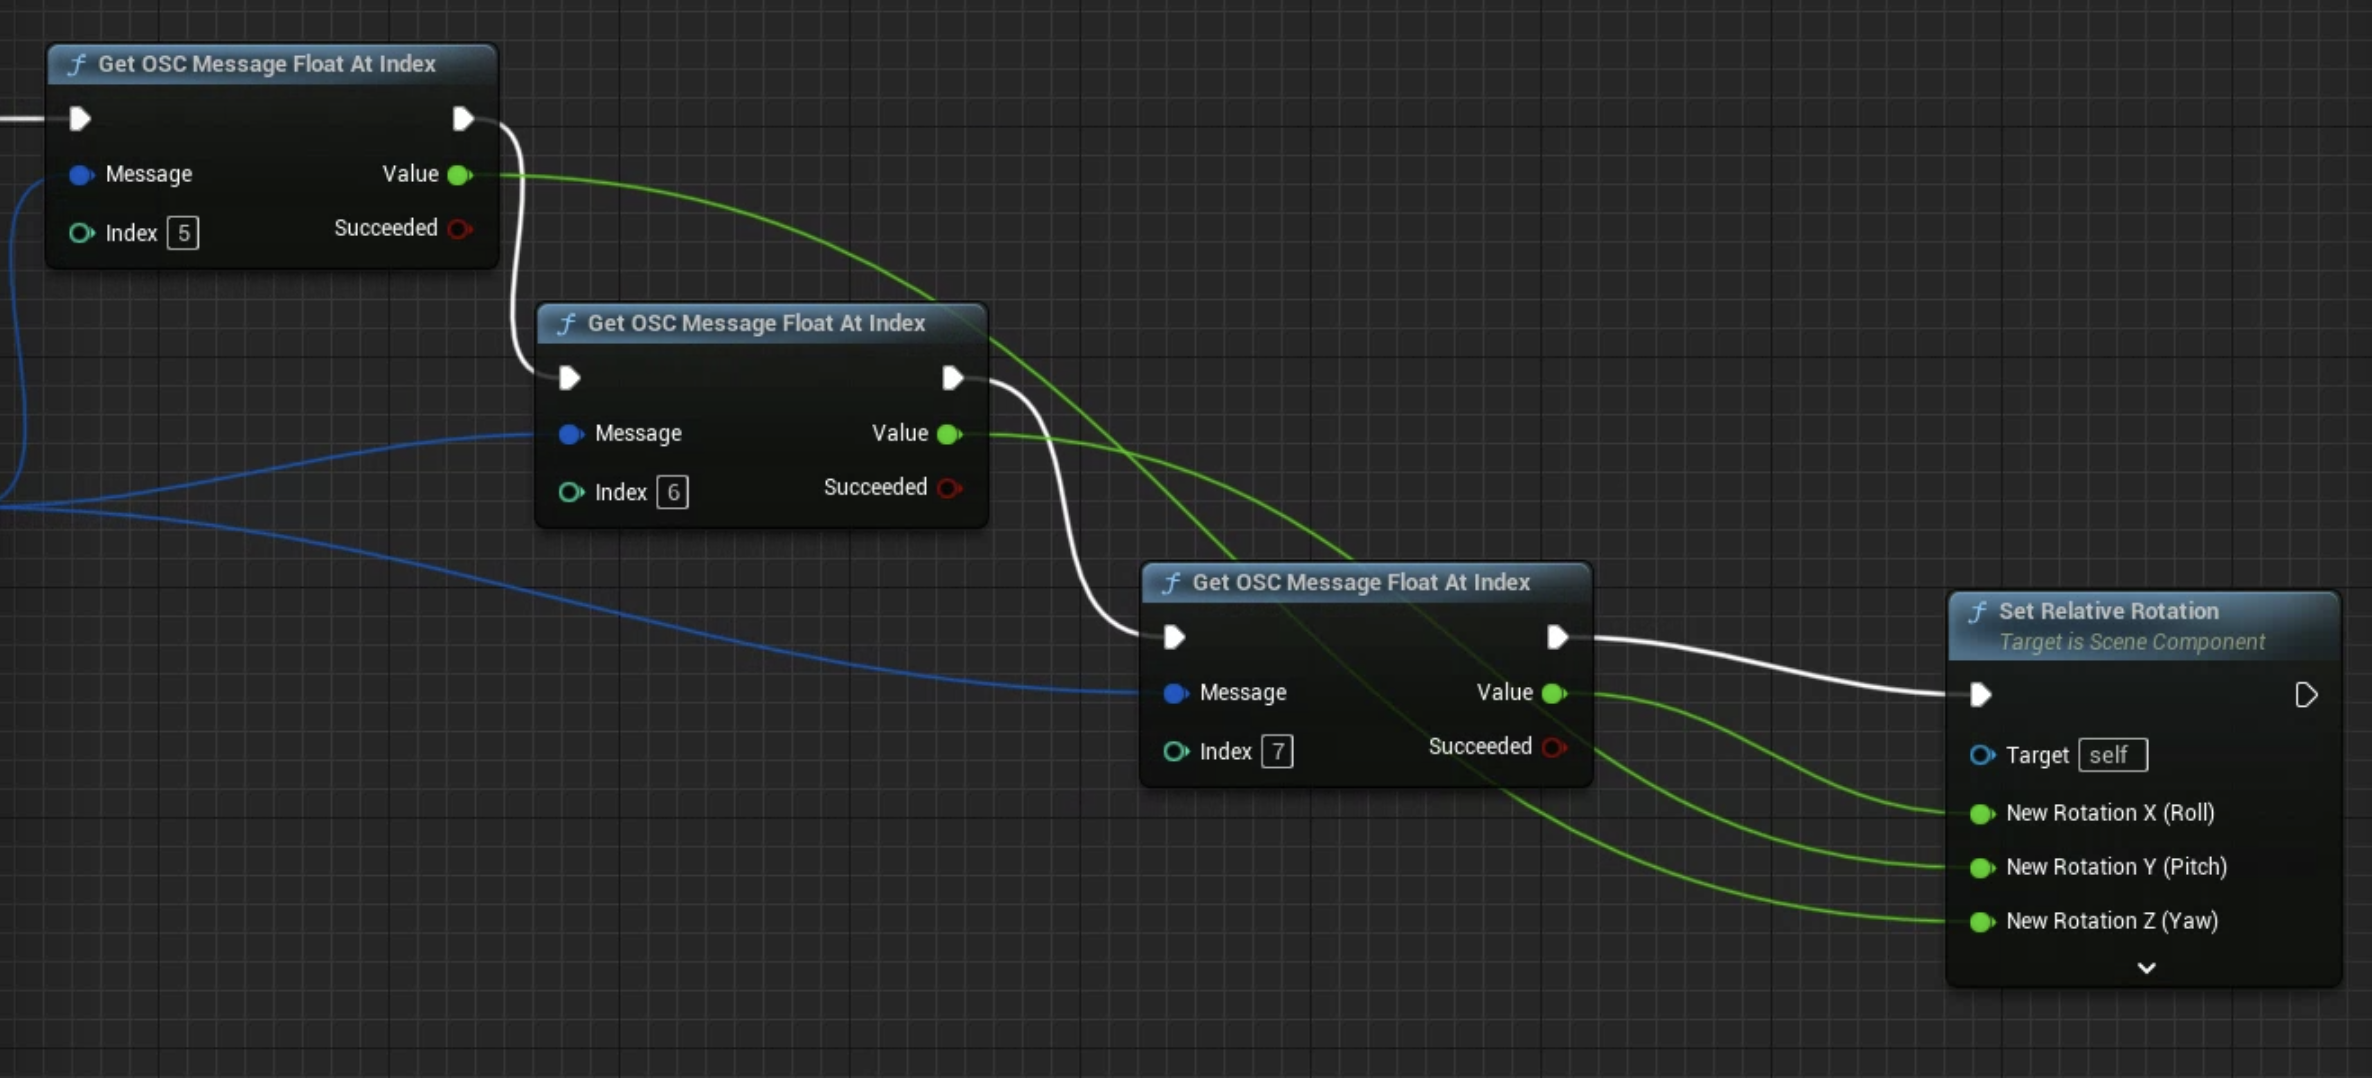 f Get OSC Message Float At Index
Message Value
Index 5 Succeeded
f Get OSC Message Float At Index
Message Value
Index 6 Succeeded
f Get OSC Message Float At Index
Message Value
Index 7 Succeeded
f Set Relative Rotation
Target is Scene Component
Target self
New Rotation X (Roll)
New Rotation Y (Pitch)
New Rotation Z (Yaw)